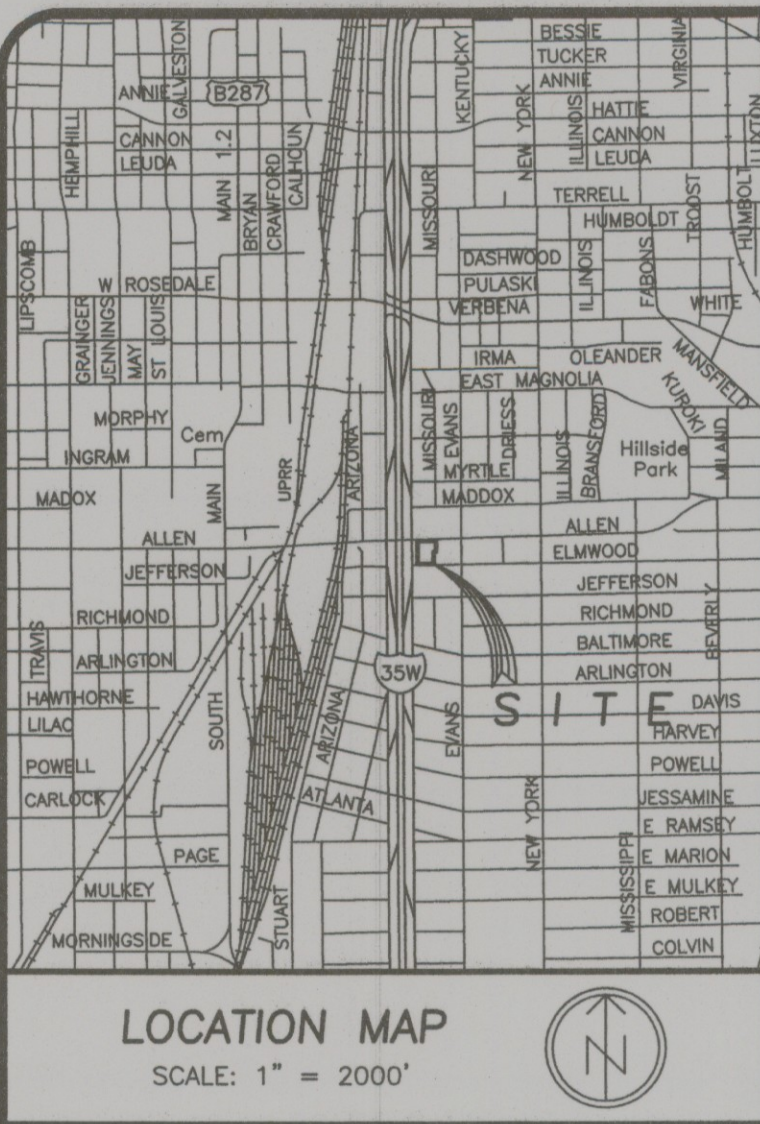 BESSIE
TUCKER
ANNIE
VIRGINIA
KENTUCKY
GALVESTON
ANNIE
B287
HATTIE
NEW YORK
ILLINOIS
CANNON
CANNON
LEUDA
LEUDA
HEMPHILL
MAIN 1.2
BRYAN
CRAWFORD
CALHOUN
MISSOURI
TERRELL
HUMBOLDT
TROOST
HUMBOLT
LIPSCOMB
DASHWOOD
PULASKI
VERBENA
ILLINOIS
FABONS
WHITE
W ROSEDALE
GRAINGER
JENNINGS
MAY
ST LOUIS
IRMA
OLEANDER
MANSFIELD
EAST MAGNOLIA
KUROKI
MORPHY
Cem
INGRAM
UPRR
ARIZONA
MISSOURI
EVANS
DRIESS
MYRTLE
MADDOX
ILLINOIS
BRANSFORD
Hillside
Park
MILAND
MADOX
MAIN
ALLEN
ALLEN
ELMWOOD
JEFFERSON
JEFFERSON
RICHMOND
RICHMOND
BALTIMORE
BEVERLY
TRAVIS
ARLINGTON
ARLINGTON
35W
HAWTHORNE
SITE
DAVIS
LILAC
SOUTH
ARIZONA
EVANS
HARVEY
POWELL
POWELL
CARLOCK
ATLANTA
NEW YORK
JESSAMINE
E RAMSEY
PAGE
MISSISSIPPI
E MARION
MULKEY
E MULKEY
STUART
ROBERT
MORNINGSIDE
COLVIN
LOCATION MAP
SCALE: 1" = 2000'
N